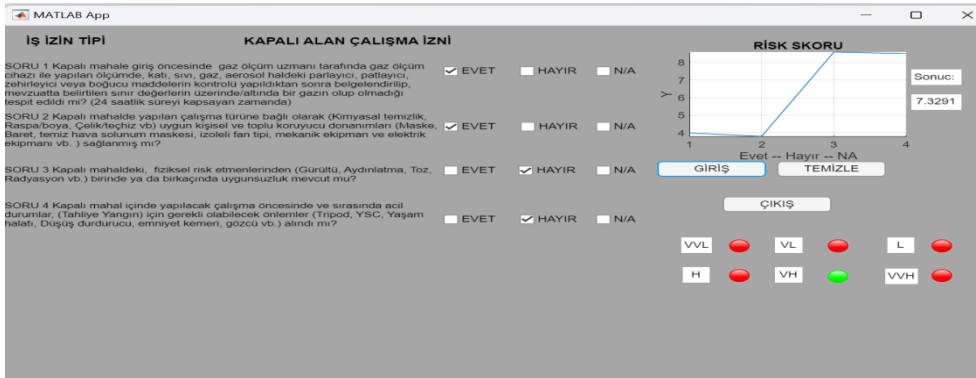 MATLAB App
İŞ İZİN TİPİ KAPALI ALAN ÇALIŞMA İZNİ
SORU 1 Kapalı mahale giriş öncesinde gaz ölçüm uzmanı tarafında gaz ölçüm
cihazı ile yapılan ölçümde, katı, sıvı, gaz, aerosol haldeki parlayıcı, patlayıcı,
zehirleyici veya boğucu maddelerin kontrolü yapıldıktan sonra belgelendirilip,
mevzuatta belirtilen sınır değerlerin üzerinde/altında bir gazın olup olmadığı
tespit edildi mi? (24 saatlik süreyi kapsayan zamanda)
EVET HAYIR N/A
SORU 2 Kapalı mahalde yapılan çalışma türüne bağlı olarak (Kimyasal temizlik,
Raspa/boya, Çelik/teçhiz vb) uygun kişisel ve toplu koruyucu donanımları (Maske,
Baret, temiz hava solunum maskesi, izoleli fan tipi, mekanik ekipman ve elektrik
ekipmanı vb. ) sağlanmış mı?
EVET HAYIR N/A
SORU 3 Kapalı mahaldeki, fiziksel risk etmenlerinden (Gürültü, Aydınlatma, Toz,
Radyasyon vb.) birinde ya da birkaçında uygunsuzluk mevcut mu?
EVET HAYIR N/A
SORU 4 Kapalı mahal içinde yapılacak çalışma öncesinde ve sırasında acil
durumlar, (Tahliye Yangın) için gerekli olabilecek önlemler (Tripod, YSC, Yaşam
halatı, Düşüş durdurucu, emniyet kemeri, gözcü vb.) alındı mı?
EVET HAYIR N/A
RİSK SKORU
8
7
6
5
4
Y
1 2 3 4
Evet -- Hayır -- NA
Sonuc:
7.3291
GİRİŞ TEMİZLE
ÇIKIŞ
VVL VL L
H VH VVH